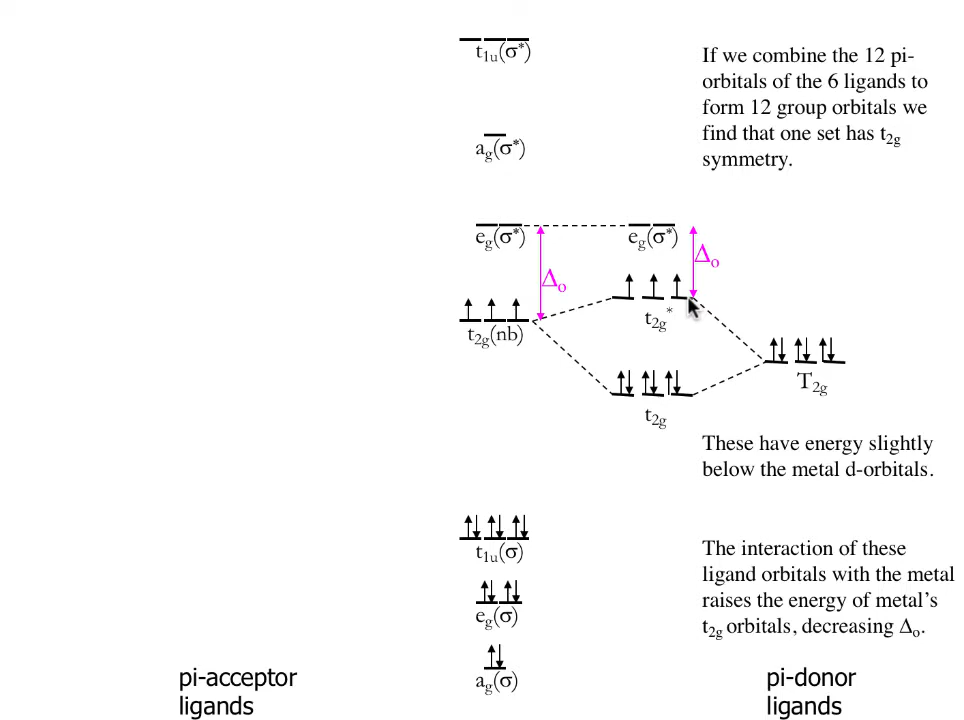 t1u(σ*)
If we combine the 12 pi-
orbitals of the 6 ligands to
form 12 group orbitals we
find that one set has t2g
symmetry.
ag(σ*)
eg(σ*)
eg(σ*)
Δo
Δo
t2g(nb)
t2g*
T2g
t2g
These have energy slightly
below the metal d-orbitals.
t1u(σ)
The interaction of these
ligand orbitals with the metal
raises the energy of metal’s
t2g orbitals, decreasing Δo.
eg(σ)
ag(σ)
pi-acceptor
ligands
pi-donor
ligands